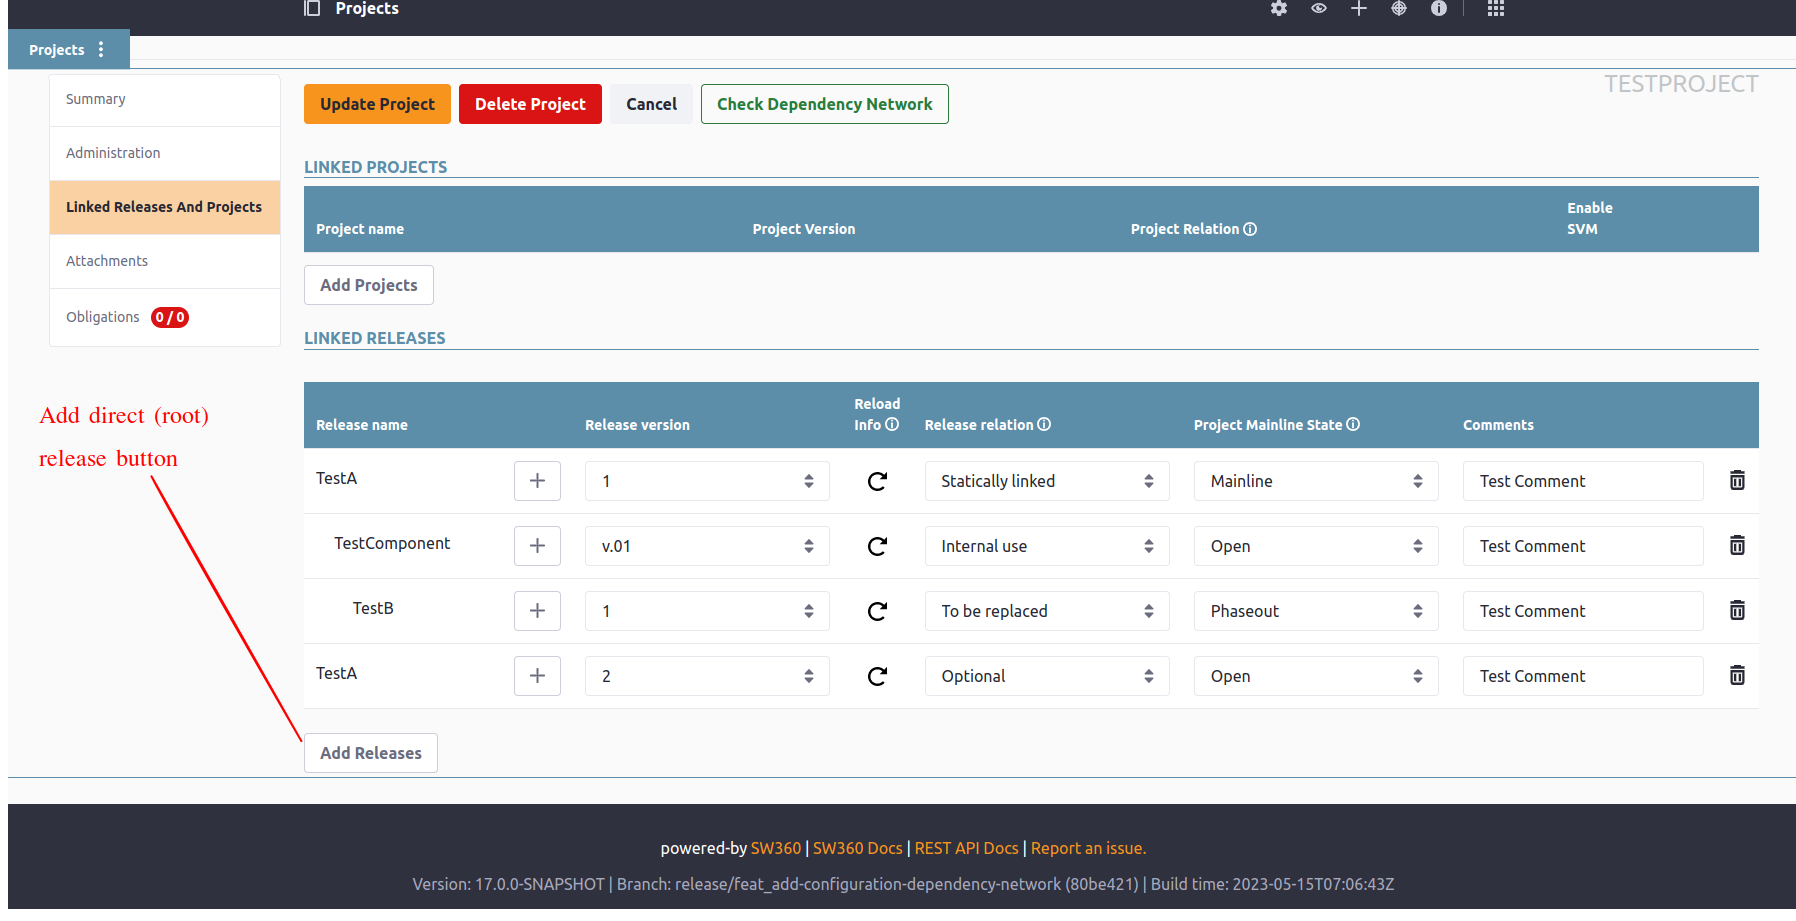 Projects
Projects
TESTPROJECT
Summary
Administration
Linked Releases And Projects
Attachments
Obligations 0 / 0
Update Project Delete Project Cancel Check Dependency Network
LINKED PROJECTS
Project name Project Version Project Relation Enable SVM
Add Projects
LINKED RELEASES
Release name Release version Reload Info Release relation Project Mainline State Comments
TestA 1 Statically linked Mainline Test Comment
TestComponent v.01 Internal use Open Test Comment
TestB 1 To be replaced Phaseout Test Comment
TestA 2 Optional Open Test Comment
Add Releases
Add direct (root)
release button
powered-by SW360 | SW360 Docs | REST API Docs | Report an issue.
Version: 17.0.0-SNAPSHOT | Branch: release/feat_add-configuration-dependency-network (80be421) | Build time: 2023-05-15T07:06:43Z